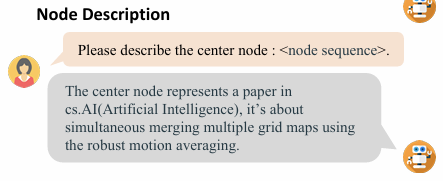 Node Description
Please describe the center node : <node sequence>.
The center node represents a paper in
cs.AI(Artificial Intelligence), it’s about
simultaneous merging multiple grid maps using
the robust motion averaging.